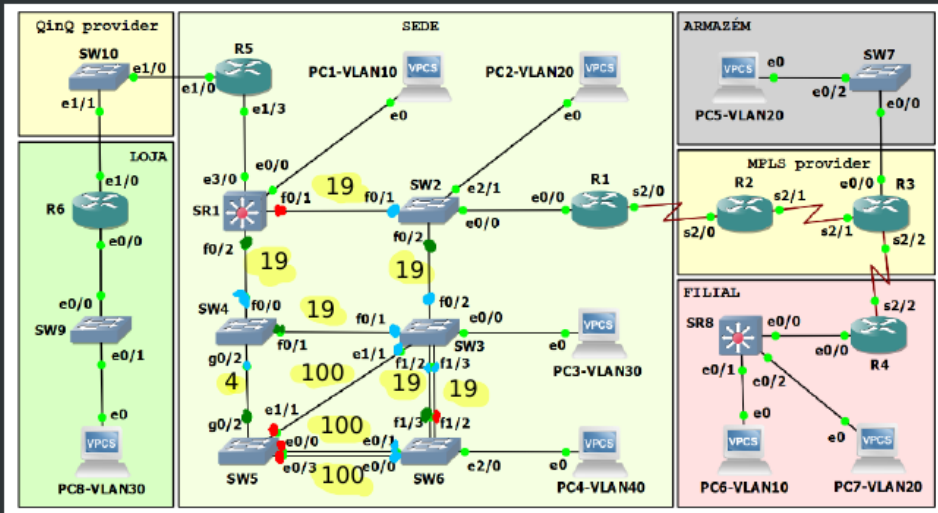 QinQ provider
SW10
e1/0
e1/1
e1/0
LOJA
e1/0
R6
e0/0
e0/0
SW9
e0/1
e0
VPCS
PC8-VLAN30
SEDE
R5
e1/3
PC1-VLAN10
VPCS
e0
PC2-VLAN20
VPCS
e0
e0/0
e3/0
SR1
f0/1
19
f0/1
SW2
e2/1
e0/0
e0/0
R1
s2/0
f0/2
19
f0/2
19
f0/0
SW4
f0/1
19
f0/1
f0/2
SW3
e0/0
e0
VPCS
PC3-VLAN30
g0/2
4
g0/2
100
e1/1
e1/1
f1/2
f1/3
19
19
f1/3
f1/2
SW5
e0/0
e0/3
100
100
e0/1
e0/0
SW6
e2/0
e0
VPCS
PC4-VLAN40
ARMAZÉM
VPCS
e0
PC5-VLAN20
SW7
e0/2
e0/0
MPLS provider
R2
s2/0
s2/1
s2/1
e0/0
R3
s2/2
FILIAL
s2/2
R4
e0/0
SR8
e0/0
e0/1
e0/2
e0
VPCS
PC6-VLAN10
e0
VPCS
PC7-VLAN20